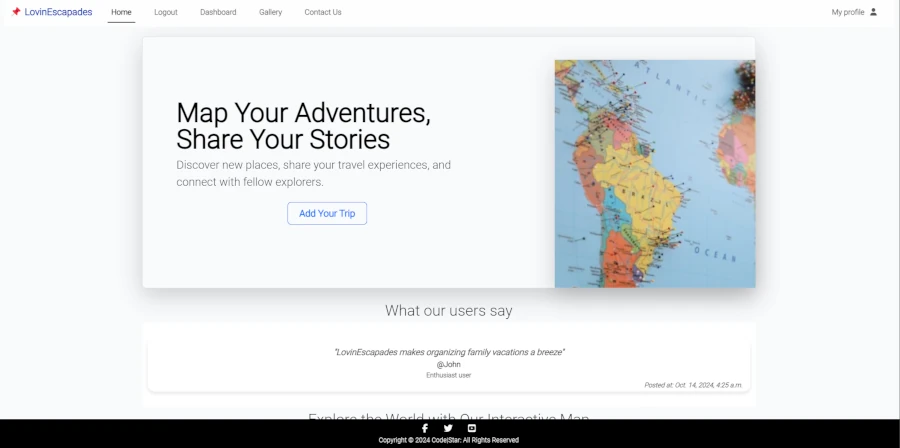 LovinEscapades Home Logout Dashboard Gallery Contact Us My profile
Map Your Adventures,
Share Your Stories
Discover new places, share your travel experiences, and
connect with fellow explorers.
Add Your Trip
ATLANTIC
BRAZIL
OCEAN
What our users say
"LovinEscapades makes organizing family vacations a breeze"
@John
Enthusiast user
Posted at: Oct. 14, 2024, 4:25 a.m.
Explore the World with Our Interactive Map
Copyright © 2024 Code|Star: All Rights Reserved